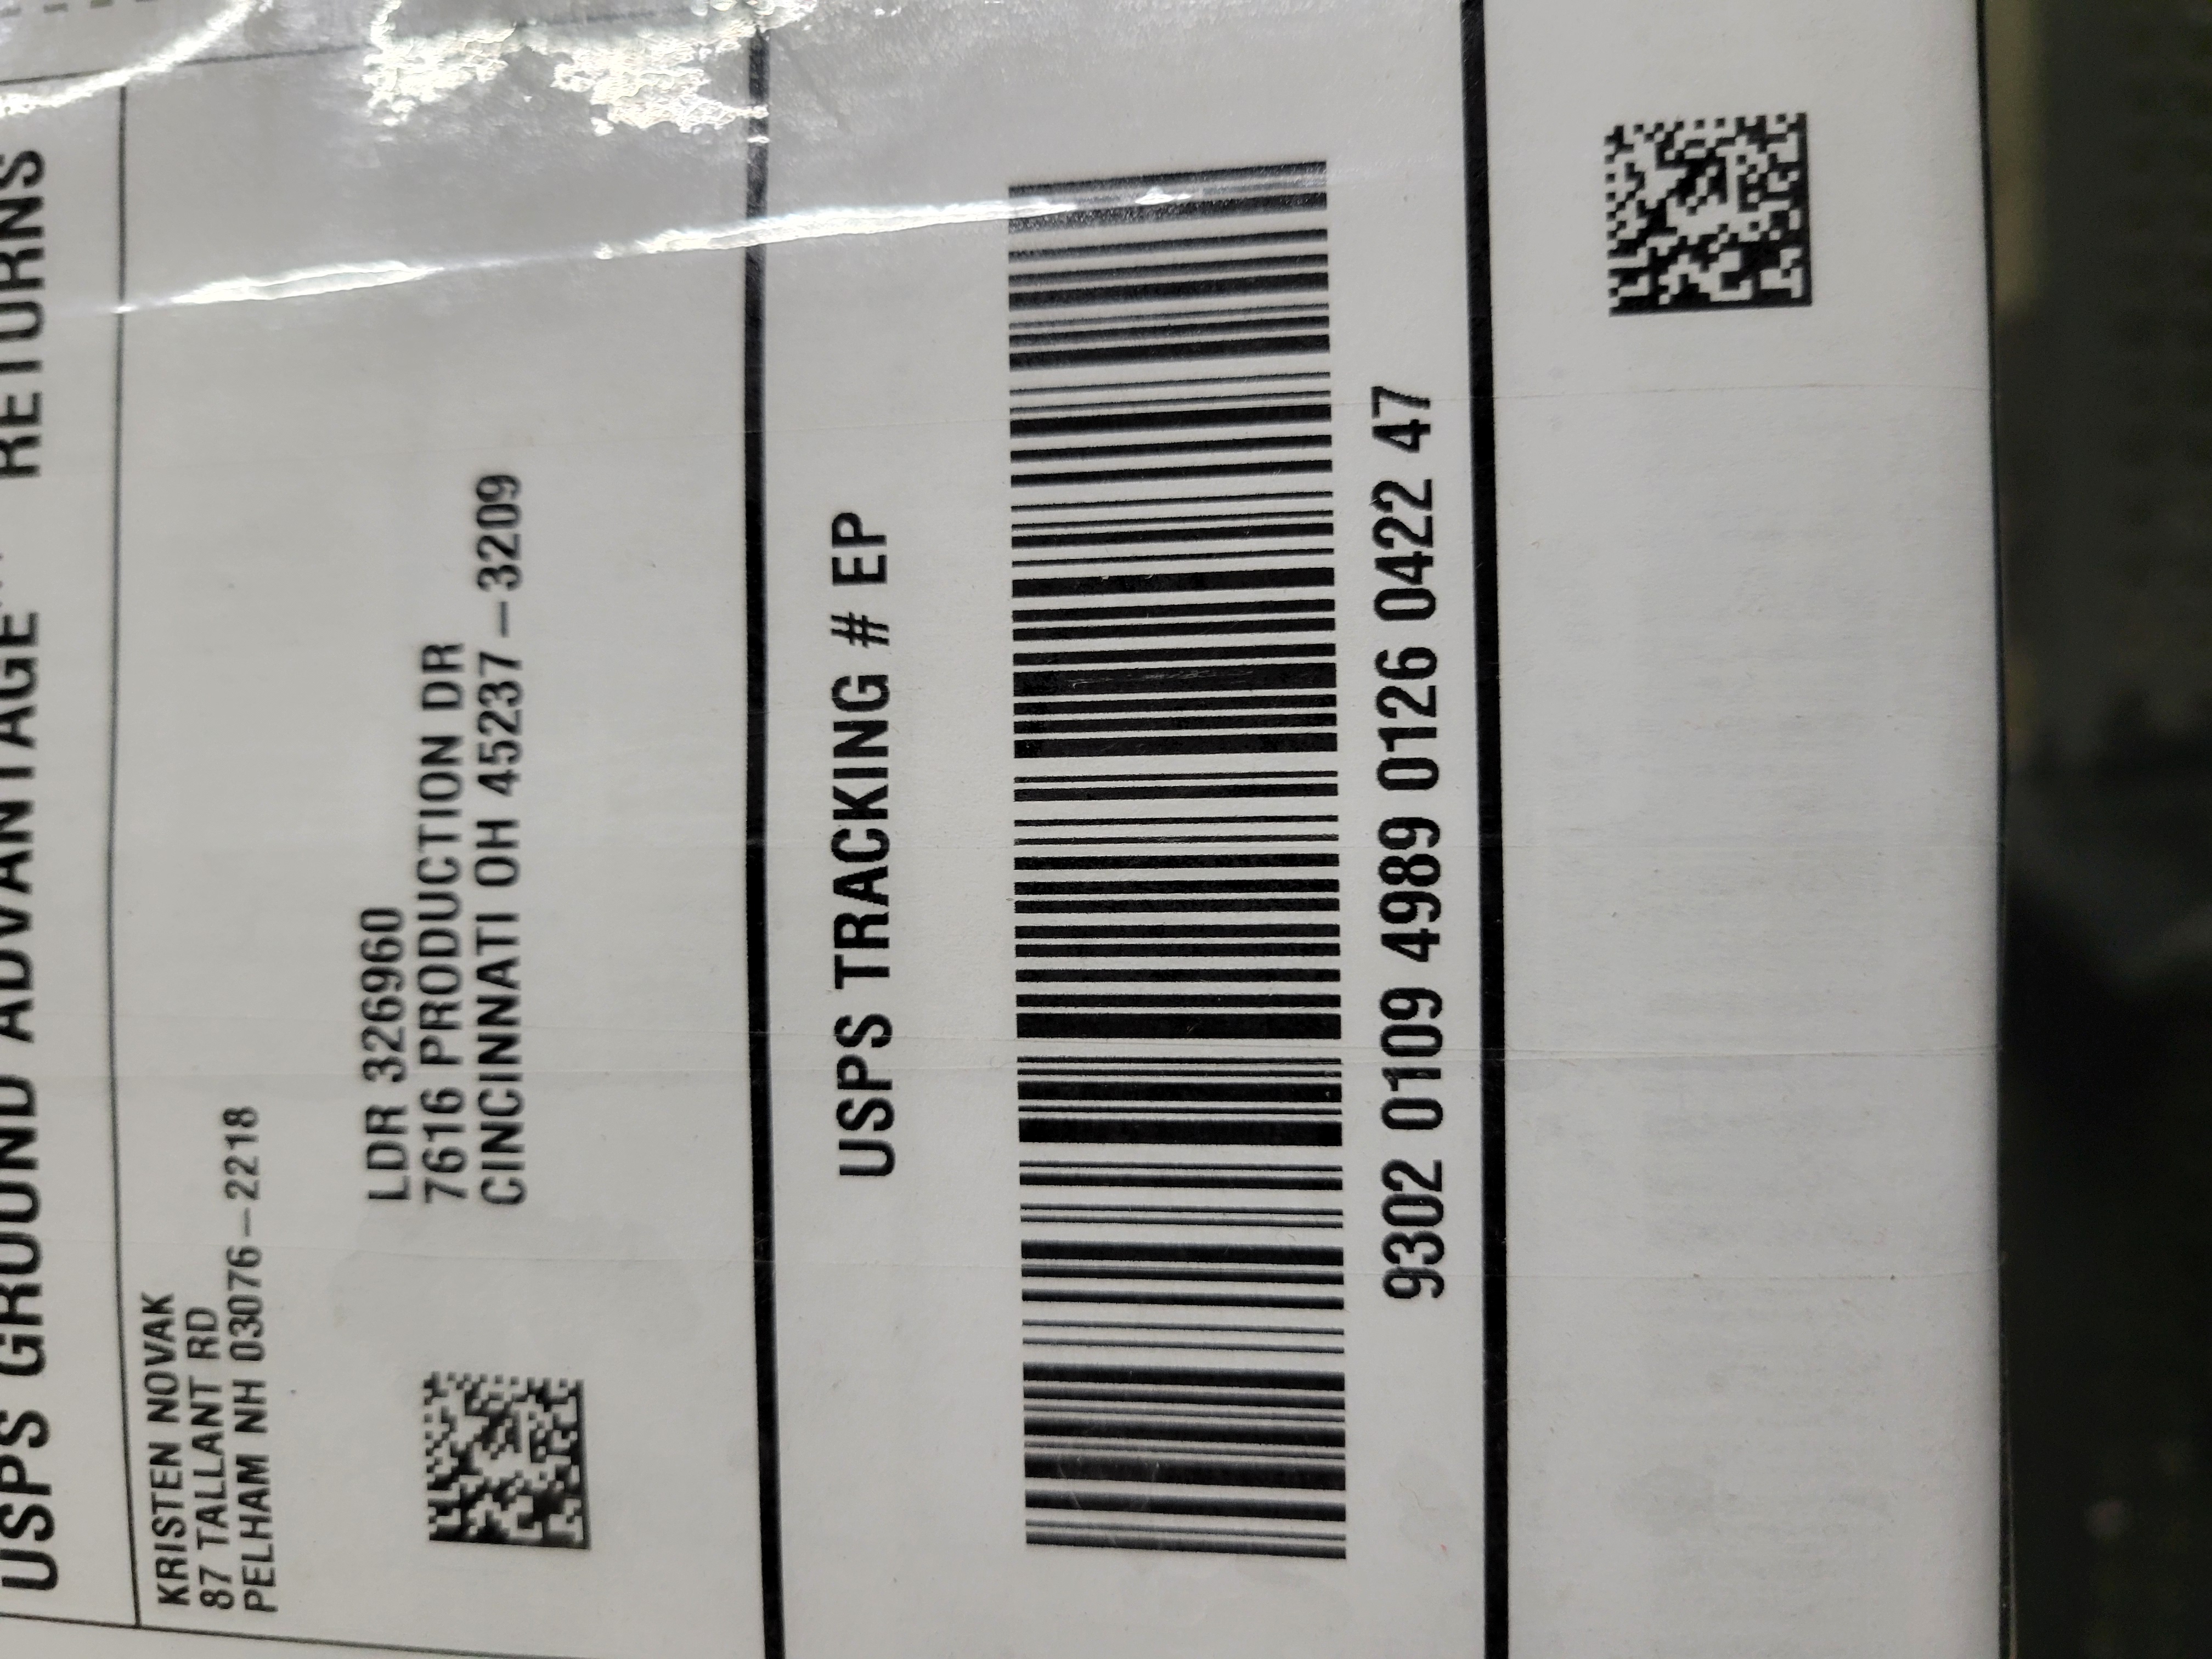 USPS GROUND ADVANTAGE™ RETURNS
KRISTEN NOVAK
87 TALLANT RD
PELHAM NH 03076-2218
LDR 326960
7616 PRODUCTION DR
CINCINNATI OH 45237-3209
USPS TRACKING # EP
9302 0109 4989 0126 0422 47